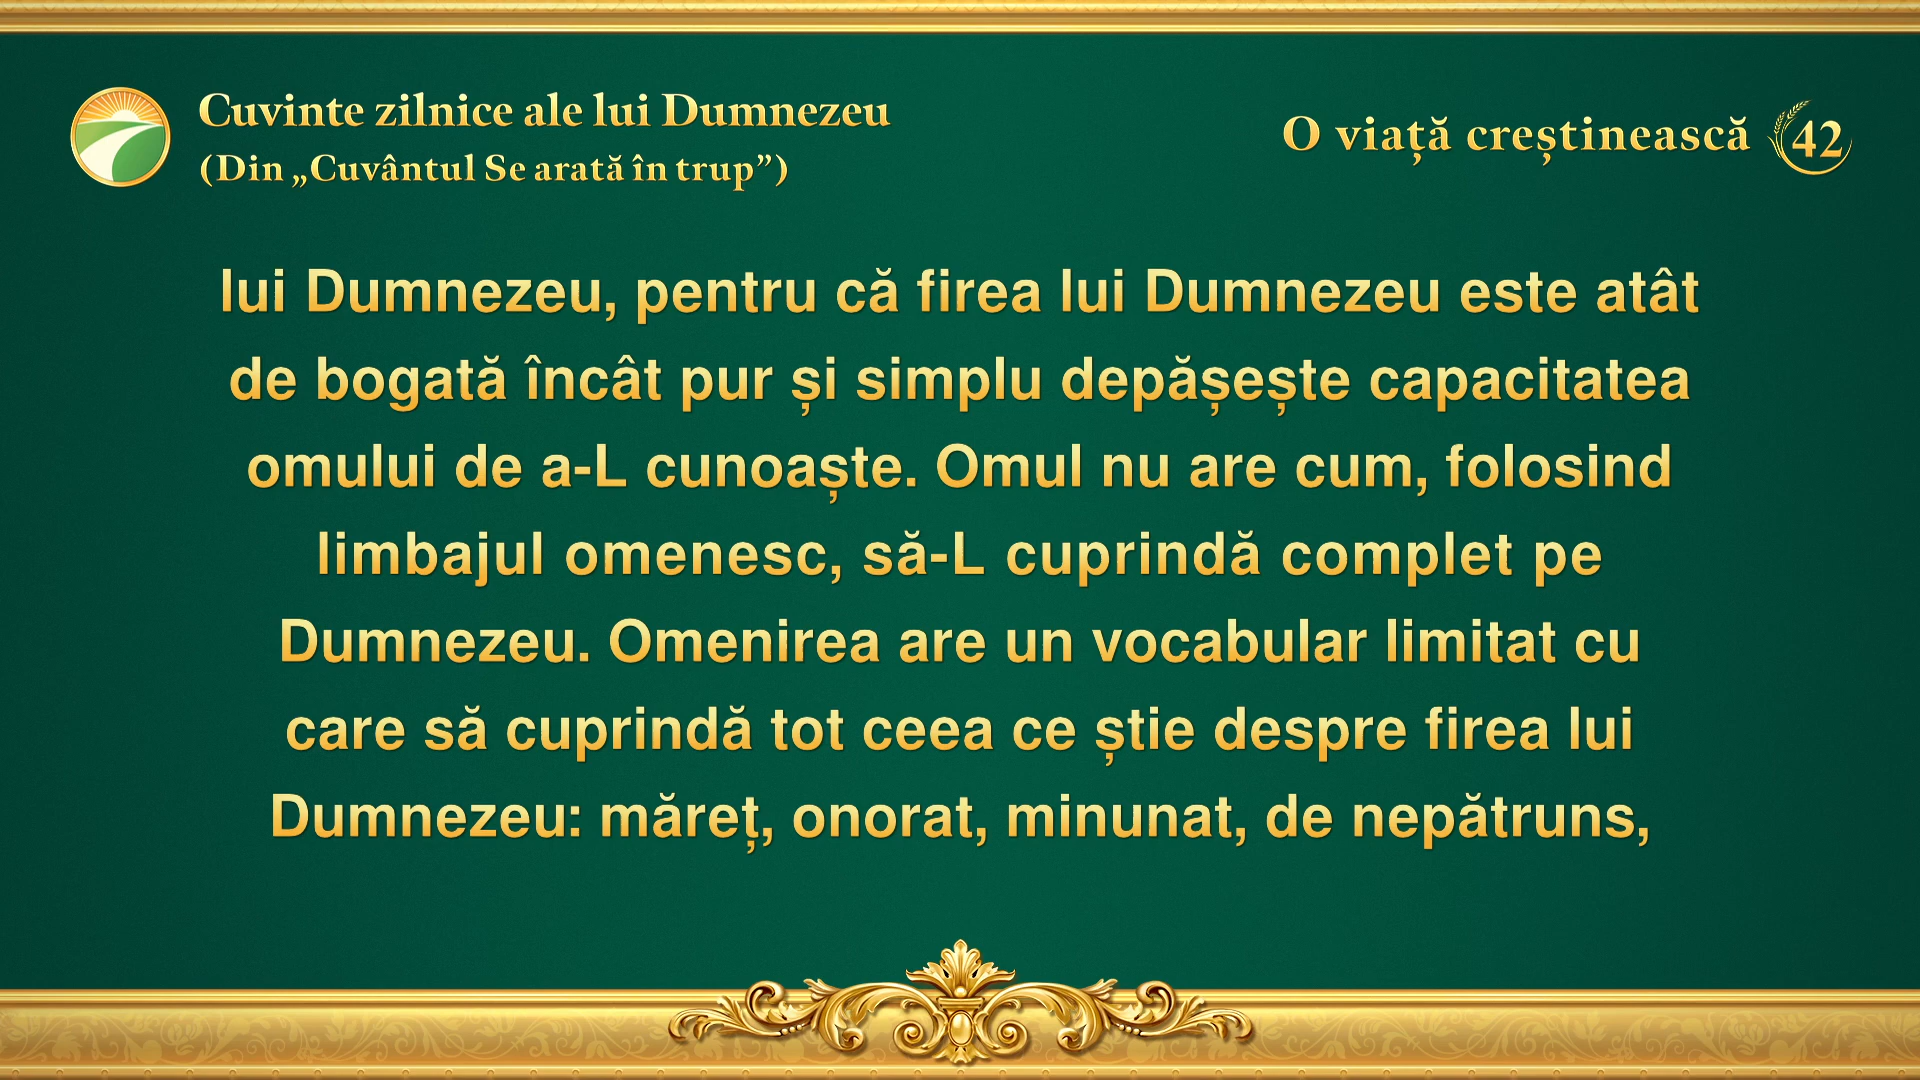 Cuvinte zilnice ale lui Dumnezeu
(Din „Cuvântul Se arată în trup”)
O viață creștinească 42
lui Dumnezeu, pentru că firea lui Dumnezeu este atât
de bogată încât pur și simplu depășește capacitatea
omului de a-L cunoaște. Omul nu are cum, folosind
limbajul omenesc, să-L cuprindă complet pe
Dumnezeu. Omenirea are un vocabular limitat cu
care să cuprindă tot ceea ce știe despre firea lui
Dumnezeu: măreț, onorat, minunat, de nepătruns,